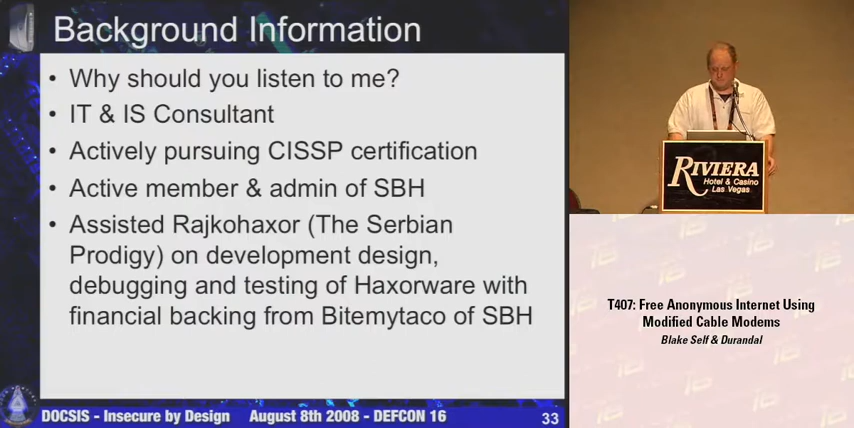 Background Information
• Why should you listen to me?
• IT & IS Consultant
• Actively pursuing CISSP certification
• Active member & admin of SBH
• Assisted Rajkohaxor (The Serbian
Prodigy) on development design,
debugging and testing of Haxorware with
financial backing from Bitemytaco of SBH
DOCSIS - Insecure by Design August 8th 2008 - DEFCON 16 33
RIVIERA
Hotel & Casino
Las Vegas
T407: Free Anonymous Internet Using
Modified Cable Modems
Blake Self & Durandal